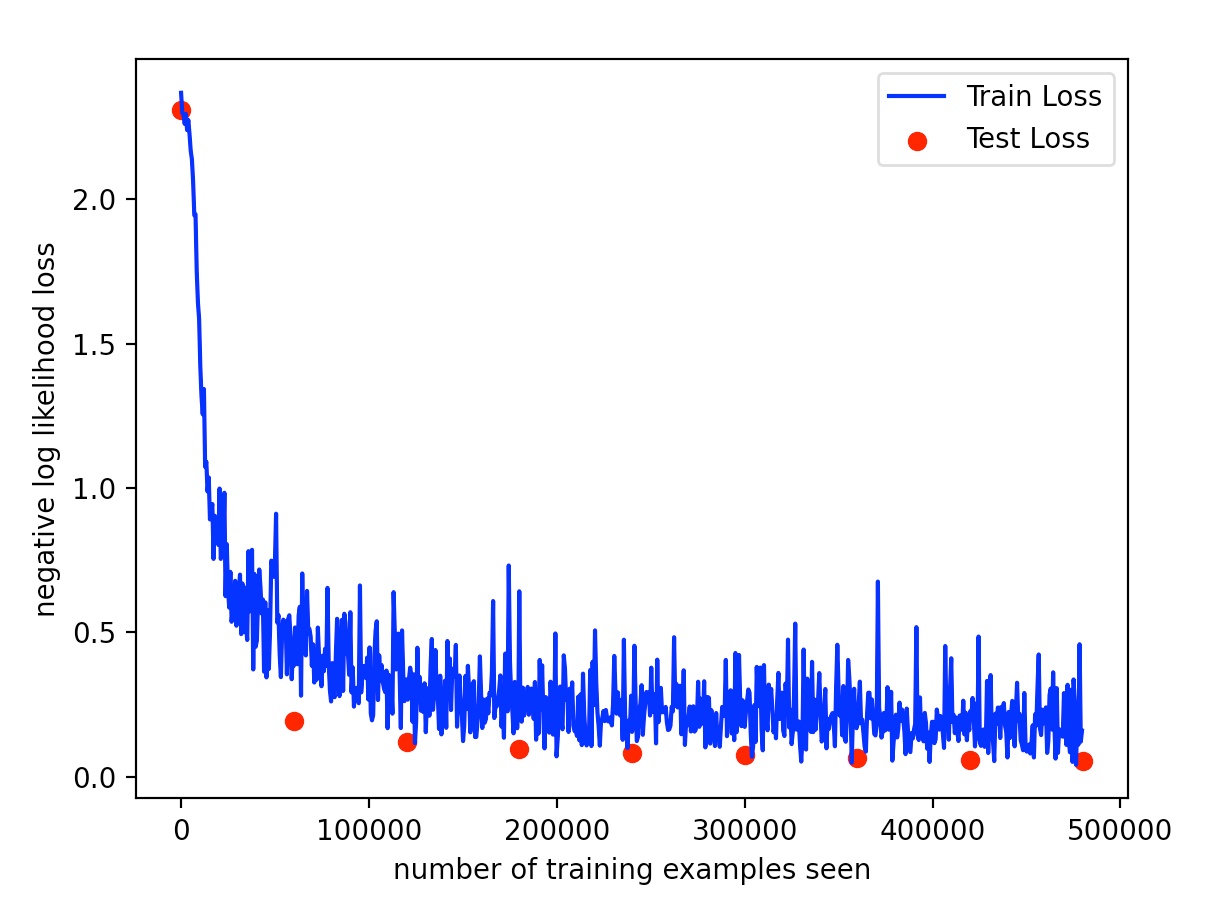 Train Loss
Test Loss
2.0
1.5
1.0
0.5
0.0
negative log likelihood loss
0
100000
200000
300000
400000
500000
number of training examples seen